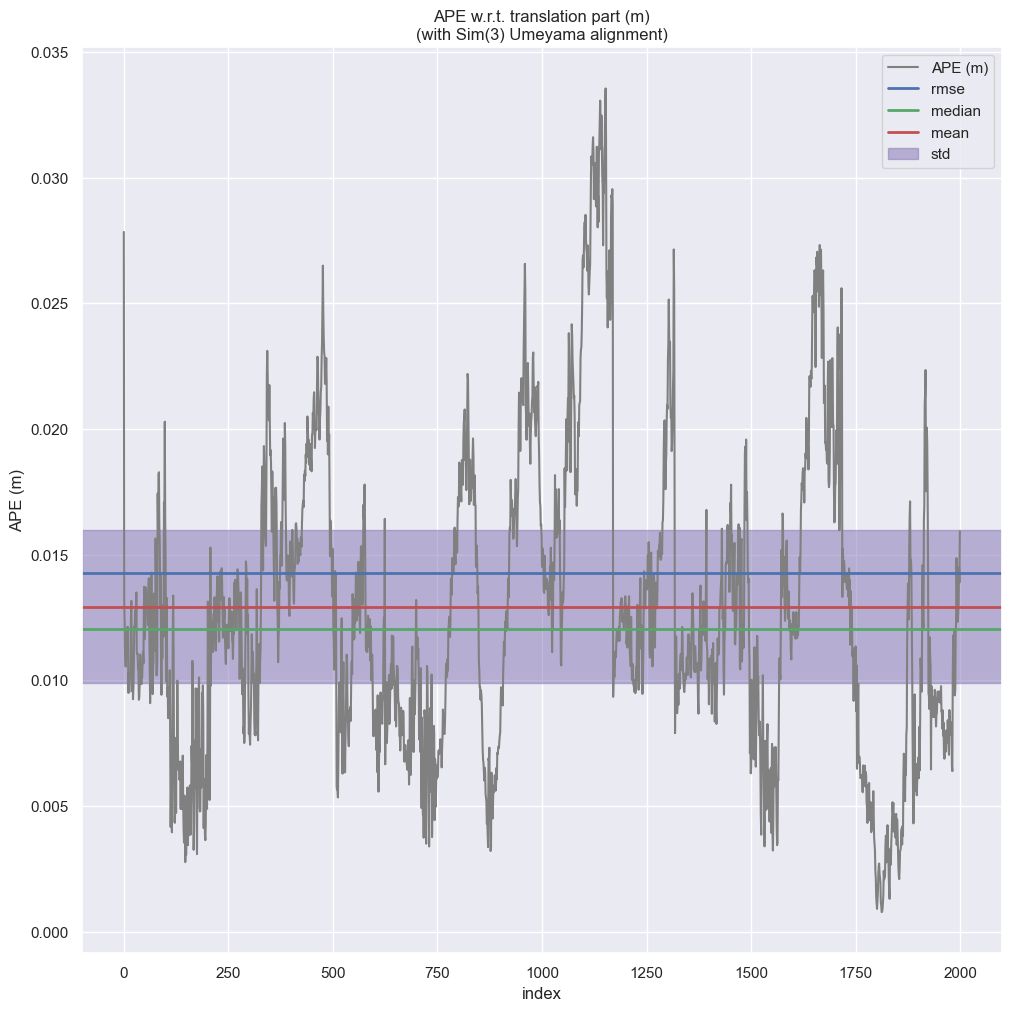 APE w.r.t. translation part (m)
(with Sim(3) Umeyama alignment)
APE (m)
rmse
median
mean
std
0.035
0.030
0.025
0.020
0.015
0.010
0.005
0.000
APE (m)
0 250 500 750 1000 1250 1500 1750 2000
index